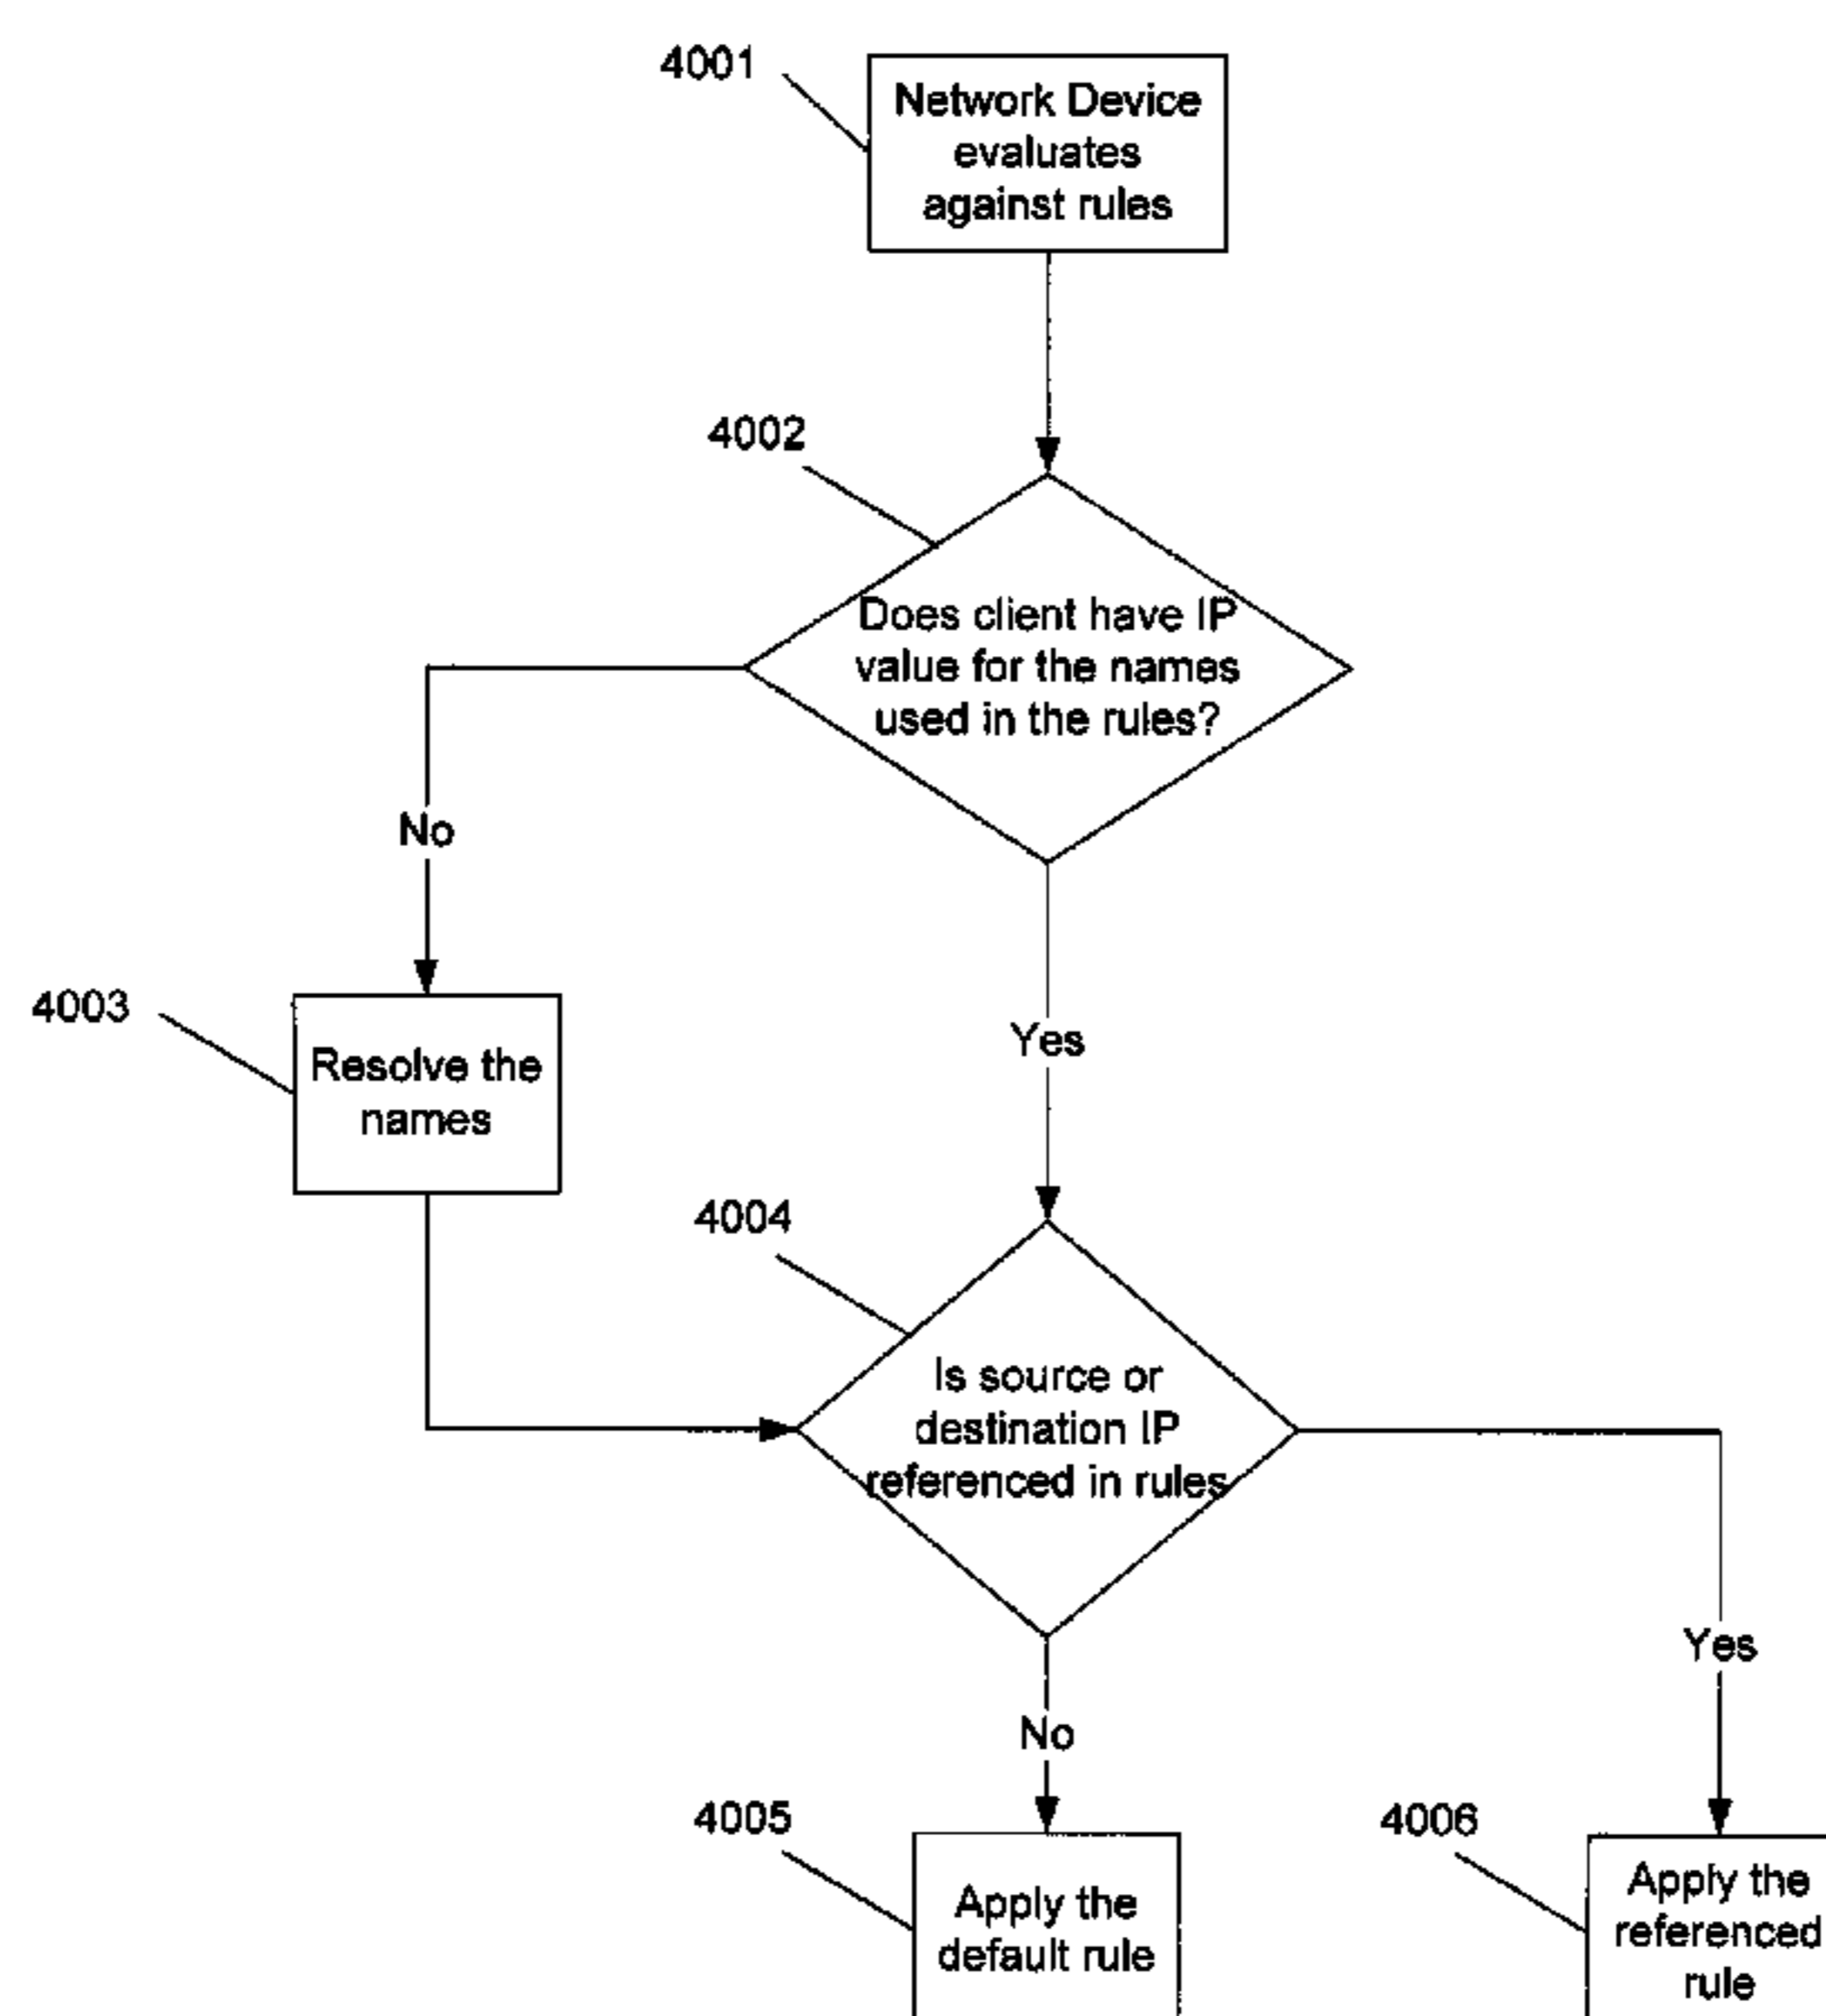 4001
Network Device
evaluates
against rules
4002
Does client have IP
value for the names
used in the rules?
No
Yes
4003
Resolve the
names
4004
Is source or
destination IP
referenced in rules
No
Yes
4005
Apply the
default rule
4006
Apply the
referenced
rule